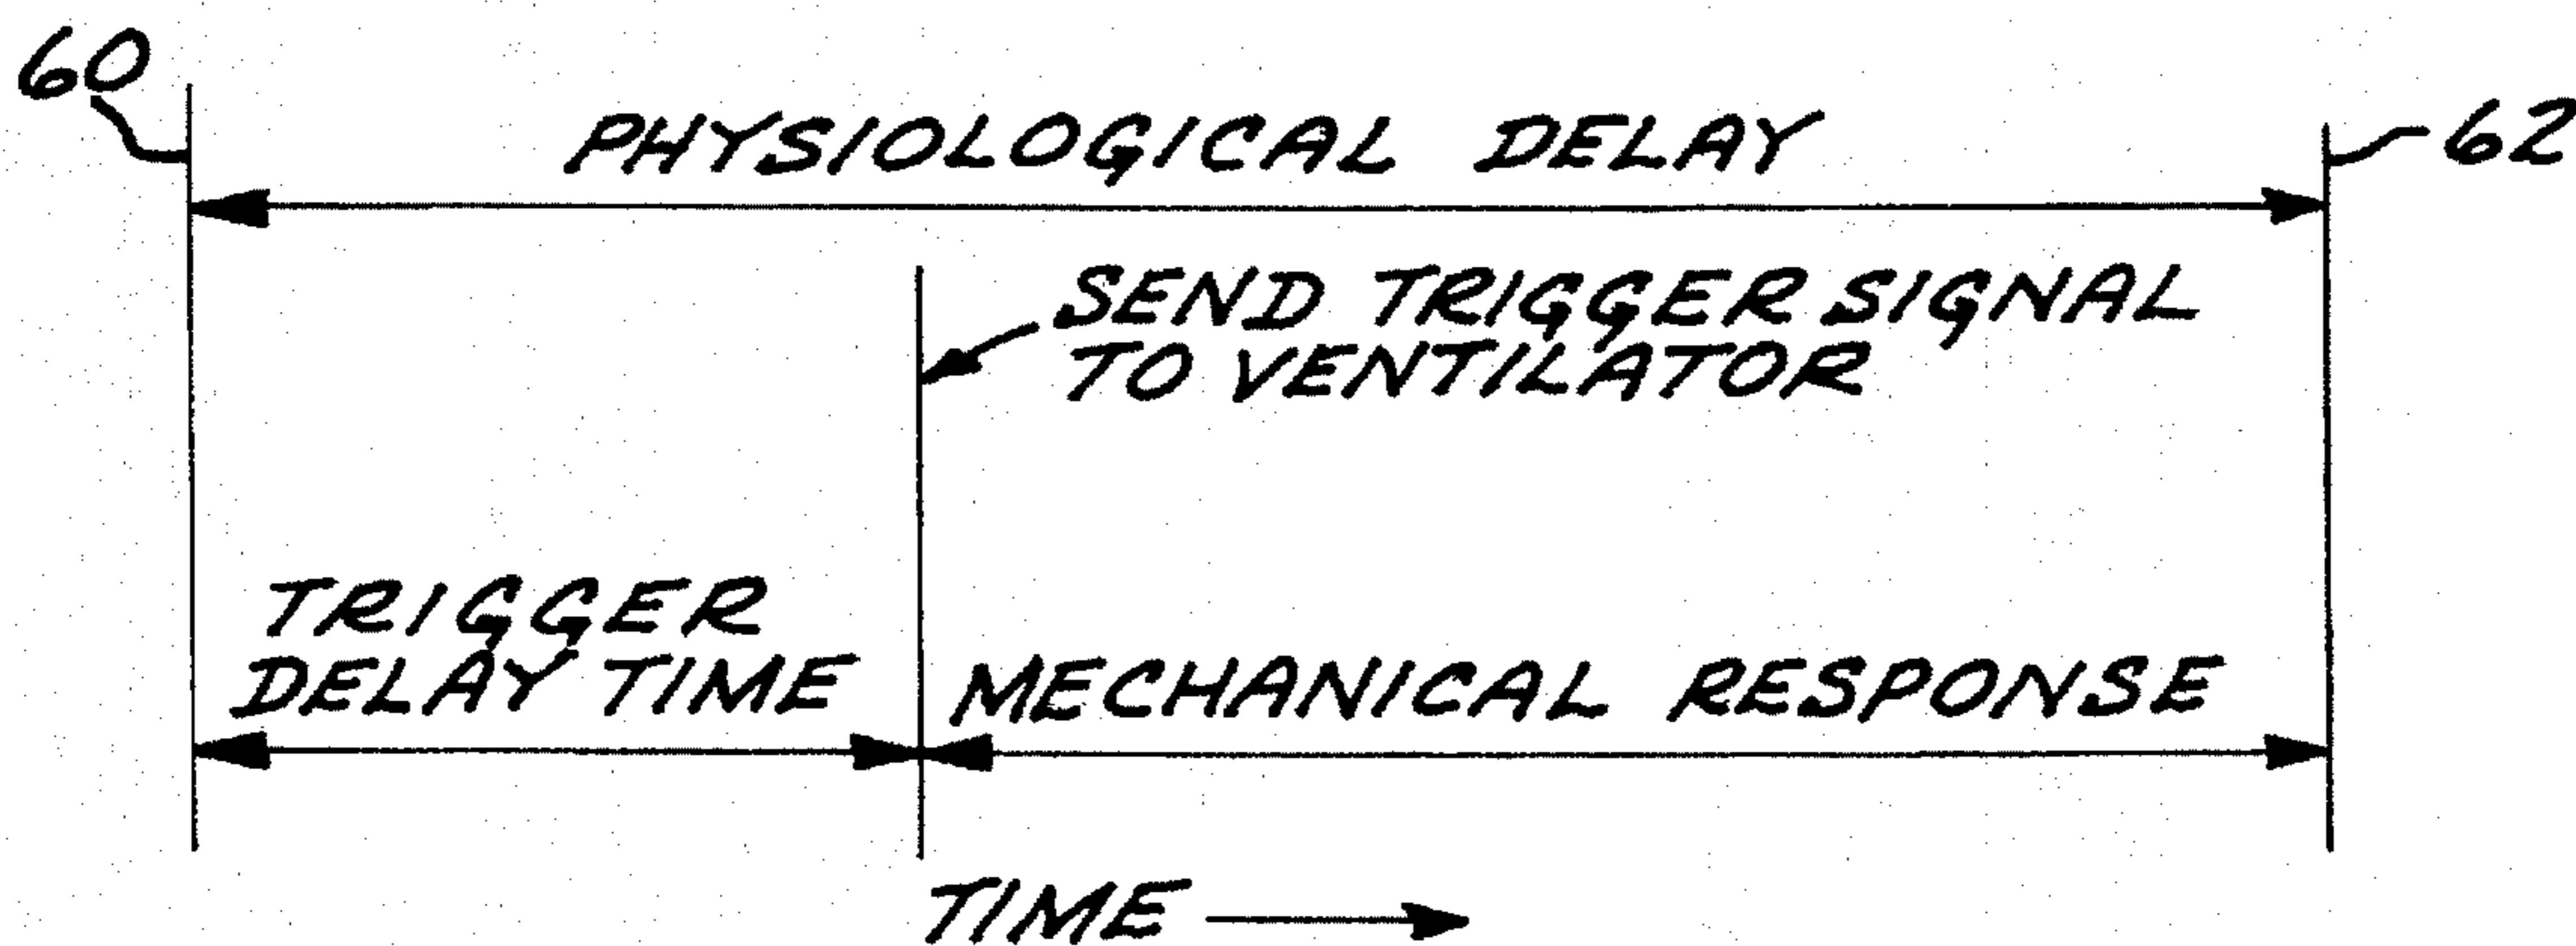 60
PHYSIOLOGICAL DELAY
62
SEND TRIGGER SIGNAL
TO VENTILATOR
TRIGGER
DELAY TIME
MECHANICAL RESPONSE
TIME